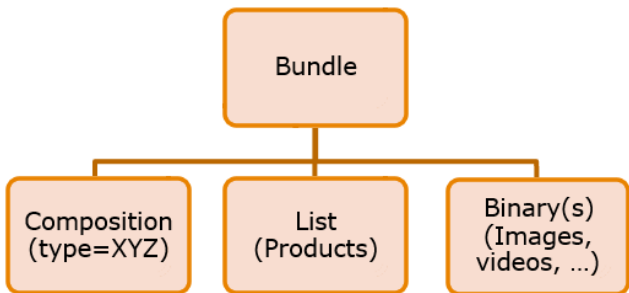 Bundle
Composition
(type=XYZ)
List
(Products)
Binary(s)
(Images,
videos, ...)